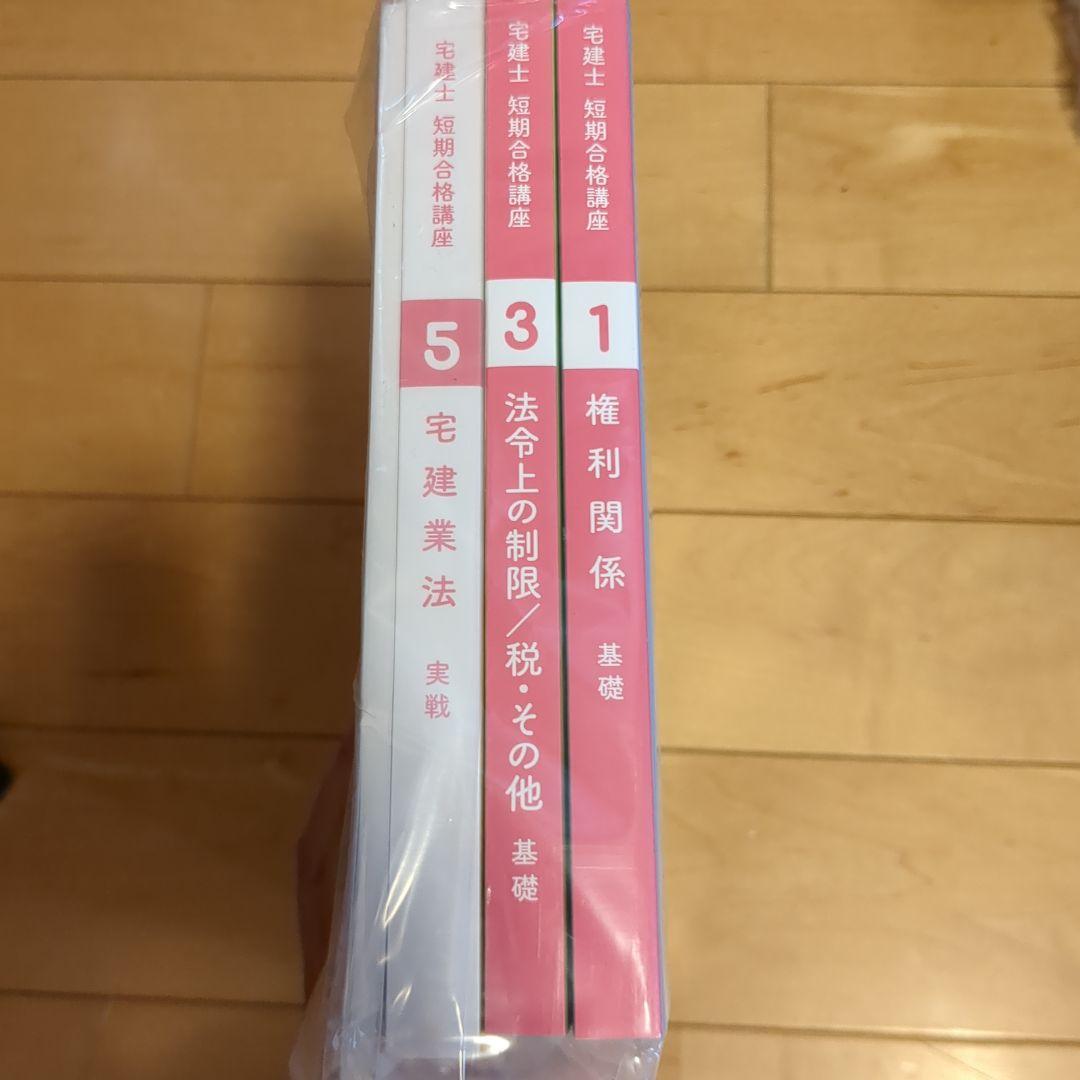 宅建士 短期合格講座
1
権利関係 基礎
宅建士 短期合格講座
3
法令上の制限/税・その他 基礎
宅建士 短期合格講座
5
宅建業法 実戦